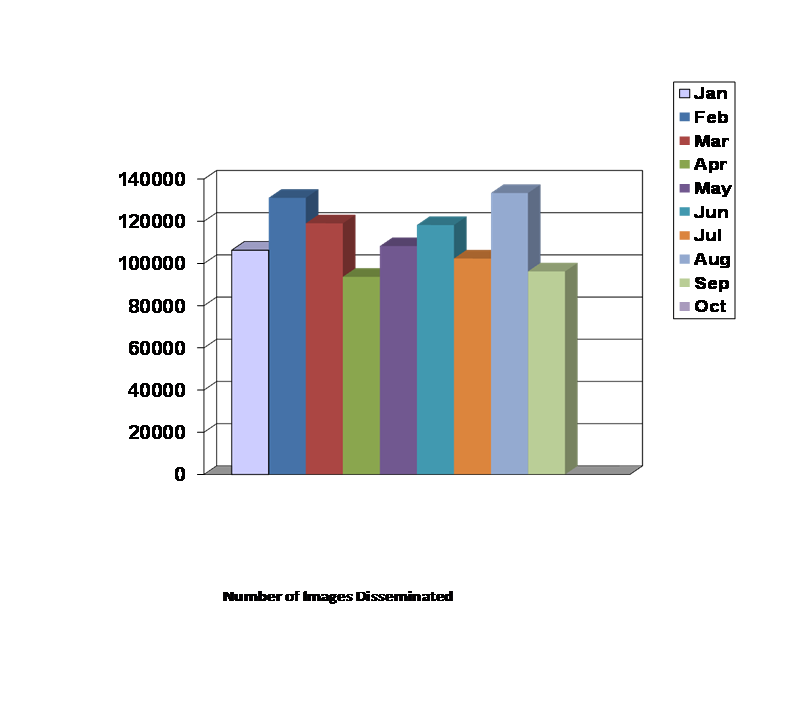 Jan
Feb
Mar
Apr
May
Jun
Jul
Aug
Sep
Oct
140000
120000
100000
80000
60000
40000
20000
0
Number of Images Disseminated